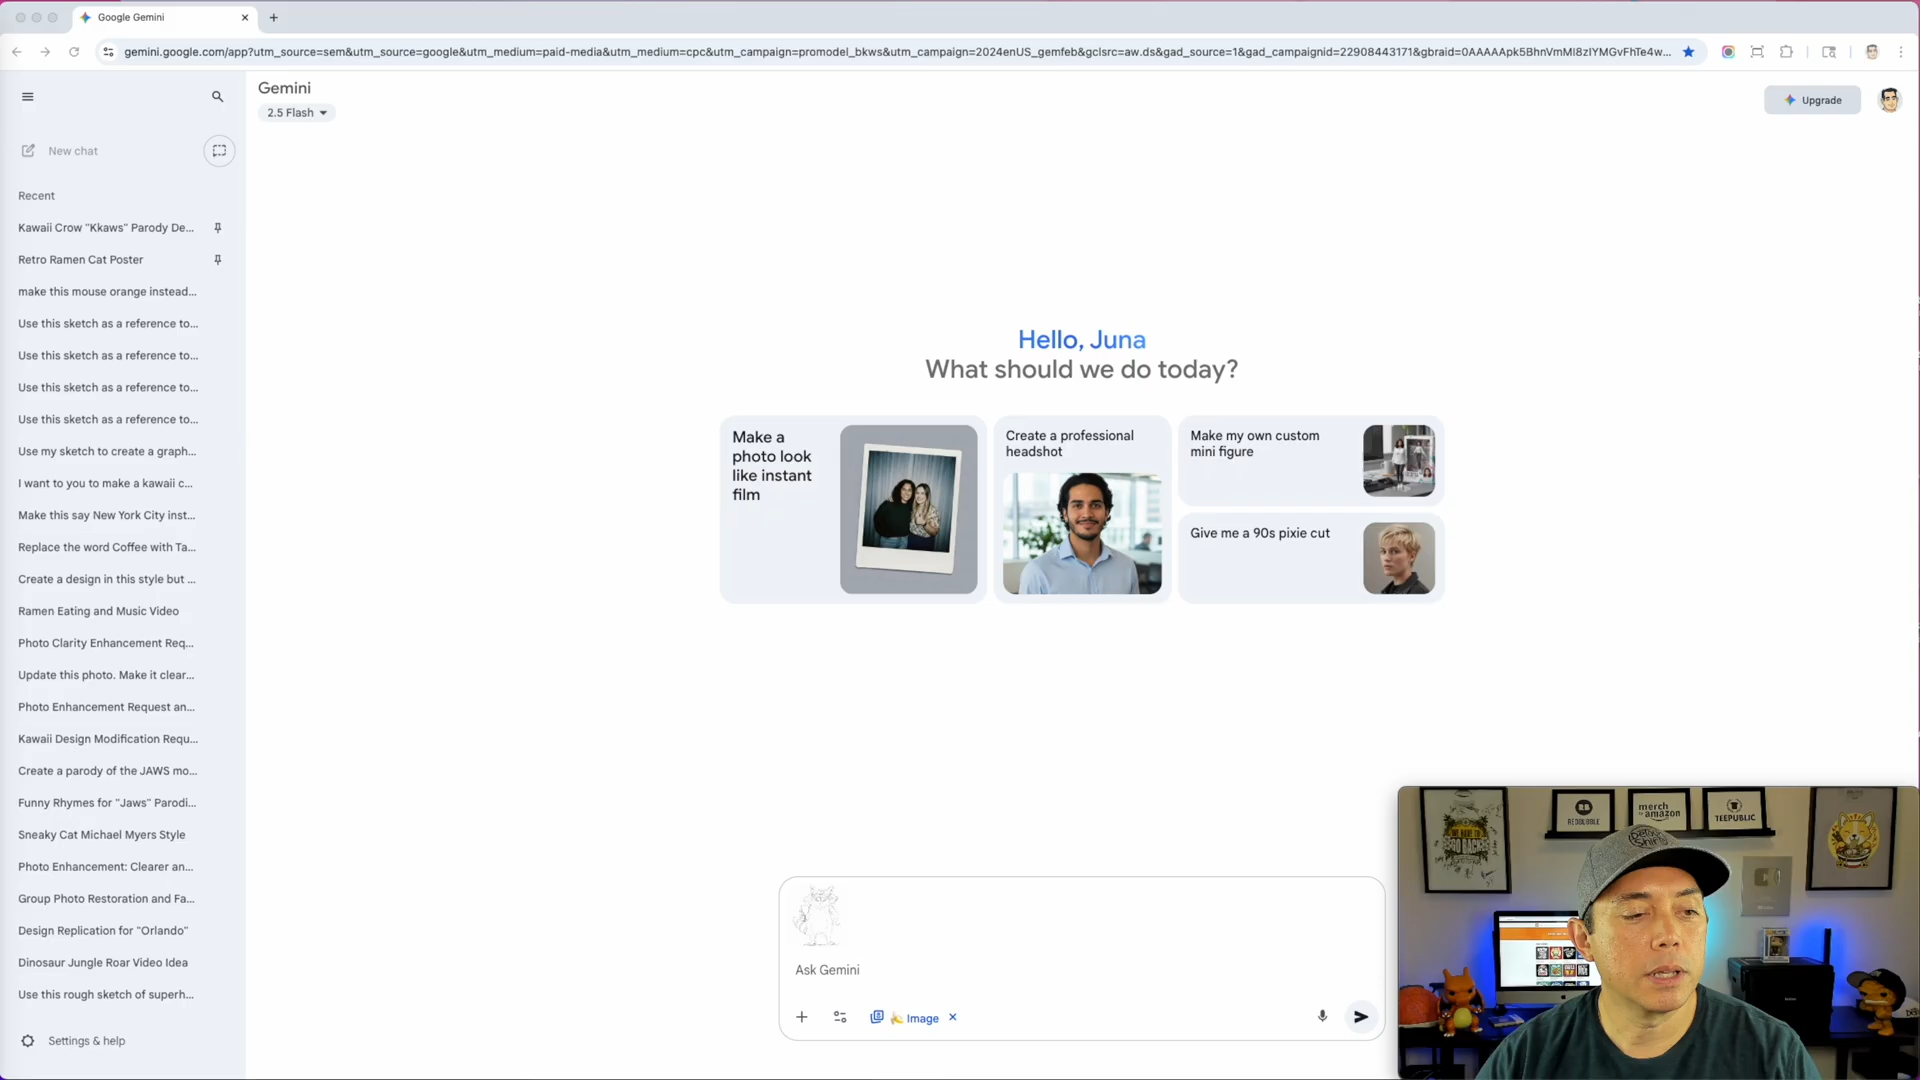 Google Gemini
gemini.google.com/app?utm_source=sem&utm_source=google&utm_medium=paid-media&utm_medium=cpc&utm_campaign=promodel_bkws&utm_campaign=2024enUS_gemfeb&gclsrc=aw.ds&gad_source=1&gad_campaignid=22908443171&gbraid=0AAAAApk5BhnVmMl8zIYMGvFhTe4w...
Gemini
2.5 Flash
Upgrade
New chat
Recent
Kawaii Crow "Kkaws" Parody De...
Retro Ramen Cat Poster
make this mouse orange instead...
Use this sketch as a reference to...
Use this sketch as a reference to...
Use this sketch as a reference to...
Use this sketch as a reference to...
Use my sketch to create a graph...
I want to you to make a kawaii c...
Make this say New York City inst...
Replace the word Coffee with Ta...
Create a design in this style but ...
Ramen Eating and Music Video
Photo Clarity Enhancement Req...
Update this photo. Make it clear...
Photo Enhancement Request an...
Kawaii Design Modification Requ...
Create a parody of the JAWS mo...
Funny Rhymes for "Jaws" Parodi...
Sneaky Cat Michael Myers Style
Photo Enhancement: Clearer an...
Group Photo Restoration and Fa...
Design Replication for "Orlando"
Dinosaur Jungle Roar Video Idea
Use this rough sketch of superh...
Settings & help
Hello, Juna
What should we do today?
Make a
photo look
like instant
film
Create a professional
headshot
Make my own custom
mini figure
Give me a 90s pixie cut
Ask Gemini
Image
REDBUBBLE
merch
by amazon
TEEPUBLIC